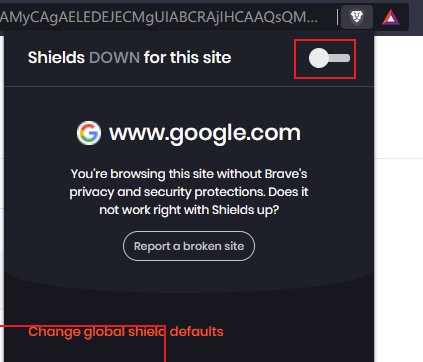 AMyCAgAELEDEJECMgUIABCRAjIHCAAQsQM...
Shields DOWN for this site
www.google.com
You're browsing this site without Brave's
privacy and security protections. Does it
not work right with Shields up?
Report a broken site
Change global shield defaults